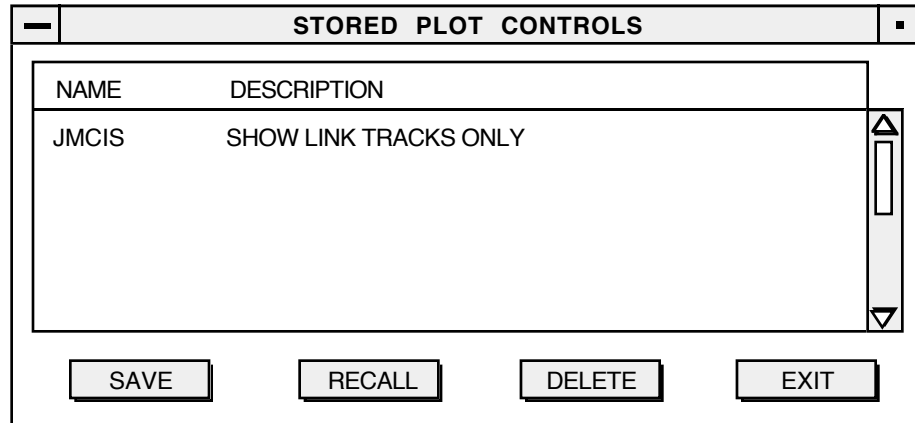 STORED PLOT CONTROLS
NAME DESCRIPTION
JMCIS SHOW LINK TRACKS ONLY
SAVE RECALL DELETE EXIT